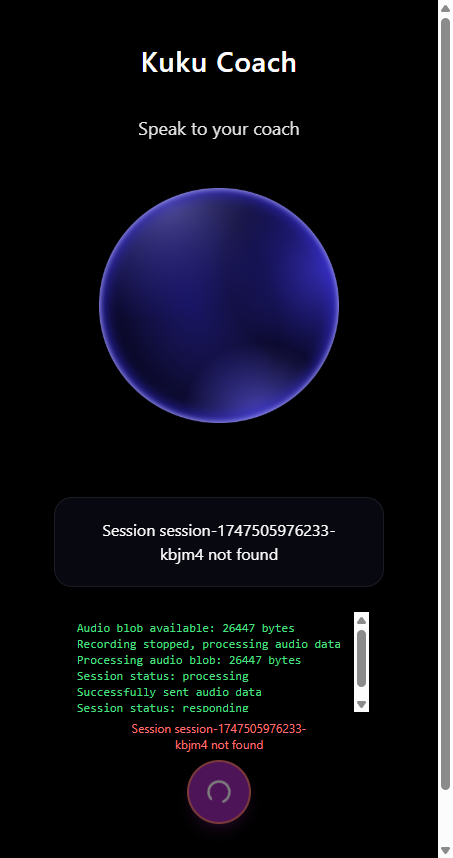 Kuku Coach
Speak to your coach
Session session-1747505976233-
kbjm4 not found
Audio blob available: 26447 bytes
Recording stopped, processing audio data
Processing audio blob: 26447 bytes
Session status: processing
Successfully sent audio data
Session status: responding
Session session-1747505976233-
kbjm4 not found